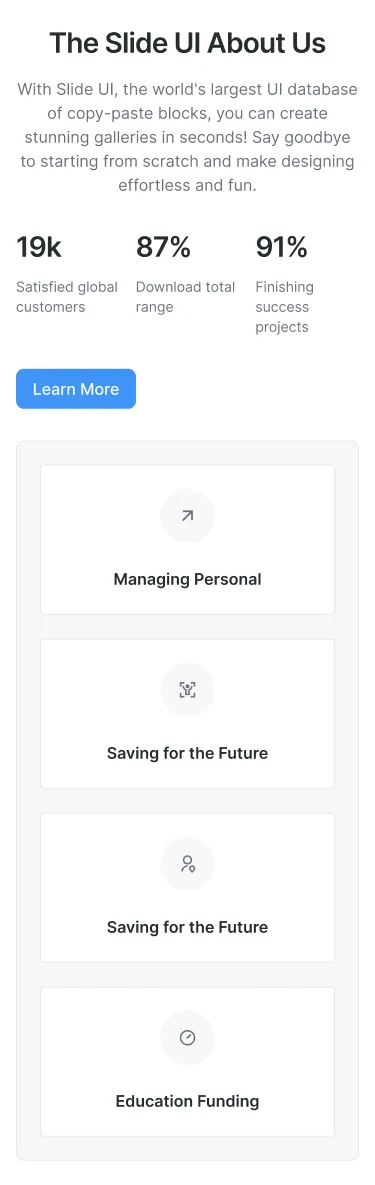 The Slide UI About Us
With Slide UI, the world's largest UI database
of copy-paste blocks, you can create
stunning galleries in seconds! Say goodbye
to starting from scratch and make designing
effortless and fun.
19k
Satisfied global
customers
87%
Download total
range
91%
Finishing
success
projects
Learn More
Managing Personal
Saving for the Future
Saving for the Future
Education Funding